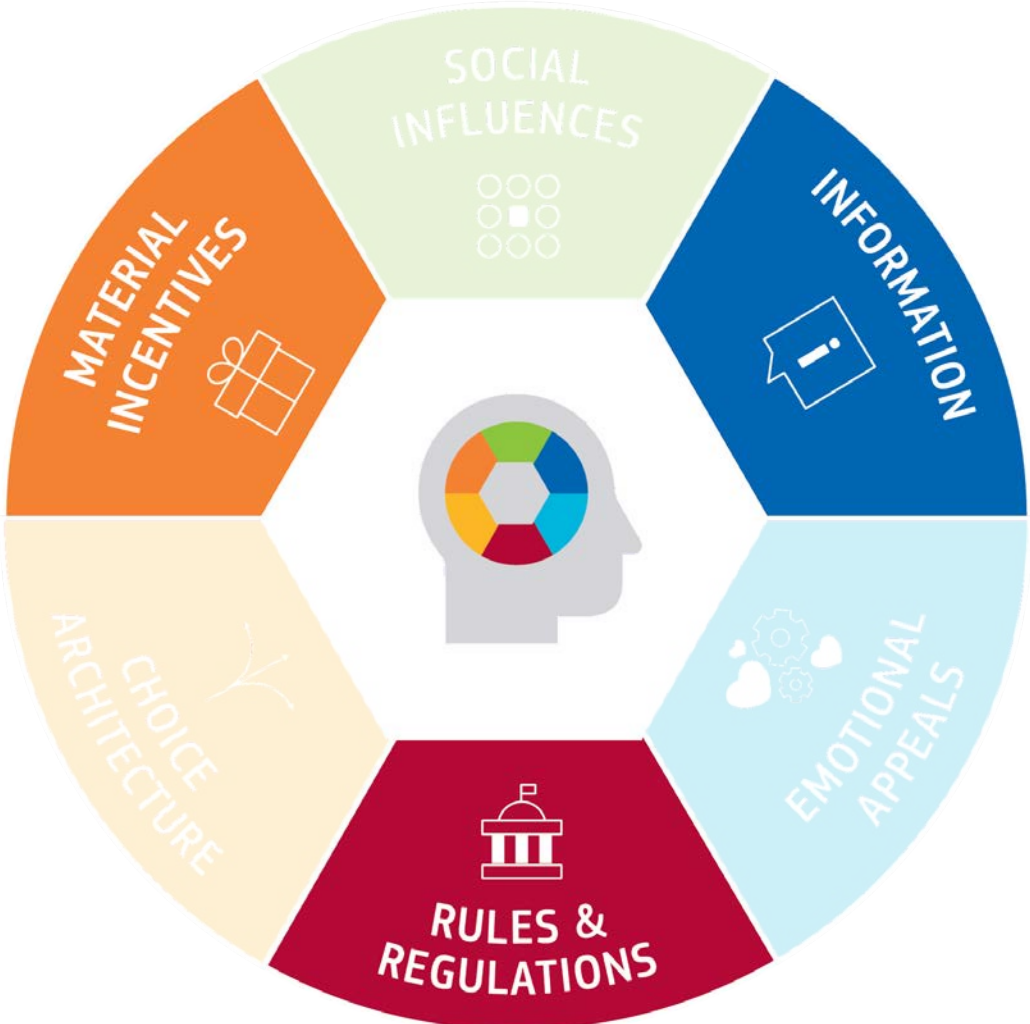 SOCIAL
INFLUENCES
INFORMATION
EMOTIONAL
APPEALS
RULES &
REGULATIONS
CHOICE
ARCHITECTURE
MATERIAL
INCENTIVES
i